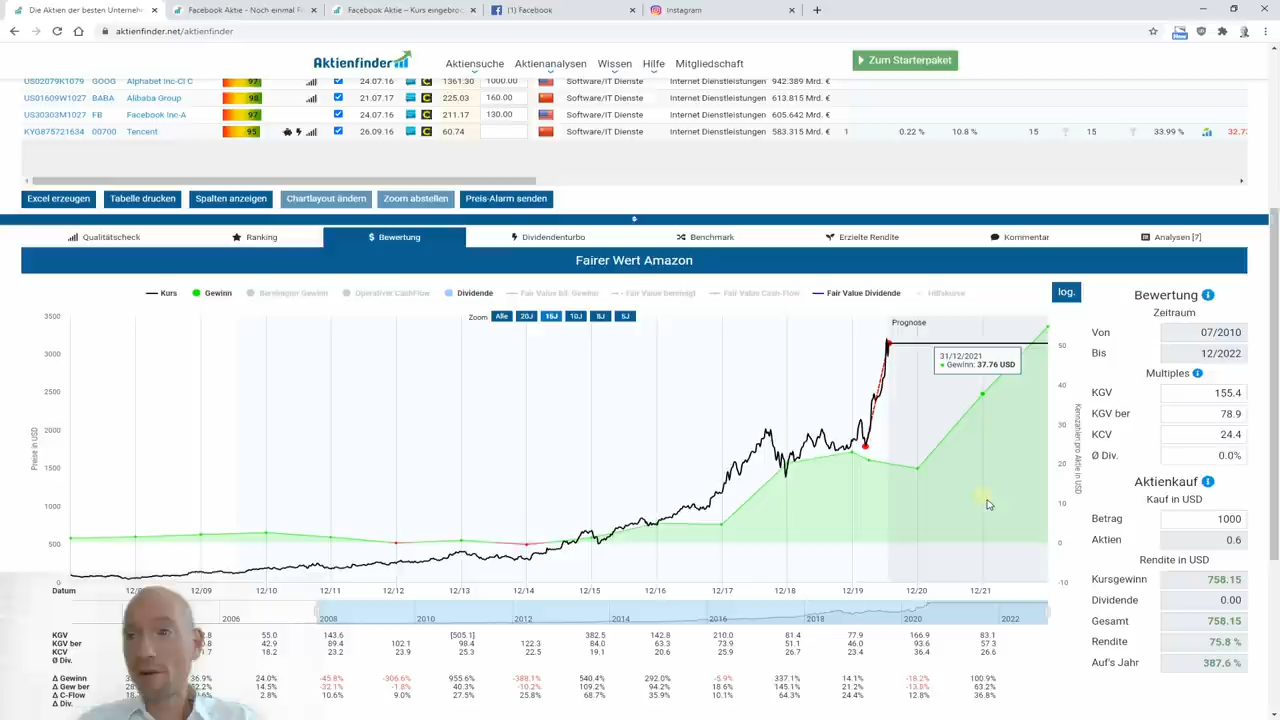 Die Aktien der besten Unterneh
Facebook Aktie - Noch einmal F
Facebook Aktie – Kurs eingebroc
(1) Facebook
Instagram
aktienfinder.net/aktienfinder
New
Aktienfinder
Aktiensuche Aktienanalysen Wissen Hilfe Mitgliedschaft
Zum Starterpaket
US02079K1079 GOOG Alphabet Inc-Cl C 97 24.07.16 C 1361.30 1000.00 Software/IT Dienste Internet Dienstleistungen 942.389 Mrd. €
US01609W1027 BABA Alibaba Group 98 21.07.17 C 225.03 160.00 Software/IT Dienste Internet Dienstleistungen 613.815 Mrd. €
US30303M1027 FB Facebook Inc-A 97 24.07.16 C 211.17 130.00 Software/IT Dienste Internet Dienstleistungen 605.642 Mrd. €
KYG875721634 00700 Tencent 95 26.09.16 C 60.74 Software/IT Dienste Internet Dienstleistungen 583.315 Mrd. € 1 0.22 % 10.8 % 15 15 33.99 %
Excel erzeugen Tabelle drucken Spalten anzeigen Chartlayout ändern Zoom abstellen Preis-Alarm senden
Qualitätscheck Ranking $ Bewertung Dividendenturbo Benchmark Erzielte Rendite Kommentar Analysen [7]
Fairer Wert Amazon
Kurs Gewinn Bereinigter Gewinn Operativer CashFlow Dividende Fair Value bif. Gewinn Fair Value bereinigt Fair Value Cash-Flow Fair Value Dividende Hilfskurse
log.
Zoom Alle 20J 15J 10J 8J 5J
Prognose
31/12/2021
Gewinn: 37.76 USD
3500
3000
2500
2000
1500
1000
500
0
Preise in USD
50
40
30
20
10
0
-10
Kennzahlen pro Aktie in USD
Datum 12/0 12/09 12/10 12/11 12/12 12/13 12/14 12/15 12/16 12/17 12/18 12/19 12/20 12/21
2006 2008 2010 2012 2014 2016 2018 2020 2022
KGV 2.8 55.0 143.6 [505.1] 382.5 142.8 210.0 81.4 77.9 166.9 83.1
KGV ber 40.9 42.9 89.4 102.1 98.4 122.3 84.0 63.3 73.9 51.1 46.0 93.6 57.3
KCV 11.7 18.2 23.2 23.9 25.3 22.5 19.1 20.6 25.9 26.7 23.4 36.4 26.6
Ø Div.
Δ Gewinn 36.9% 24.0% -45.8% -306.6% 955.6% -388.1% 540.4% 292.0% -5.9% 337.1% 14.1% -18.2% 100.9%
Δ Gew ber 14.5% -32.1% -1.8% 40.3% -10.2% 109.2% 94.2% 18.6% 145.1% 21.2% 63.2%
Δ C-Flow 2.8% 10.6% 9.0% 27.5% 25.8% 68.7% 35.9% 10.1% 64.3% 24.4% 12.8% 36.8%
Δ Div.
Bewertung
Zeitraum
Von 07/2010
Bis 12/2022
Multiples
KGV 155.4
KGV ber 78.9
KCV 24.4
Ø Div. 0.0%
Aktienkauf
Kauf in USD
Betrag 1000
Aktien 0.6
Rendite in USD
Kursgewinn 758.15
Dividende 0.00
Gesamt 758.15
Rendite 75.8 %
Auf's Jahr 387.6 %